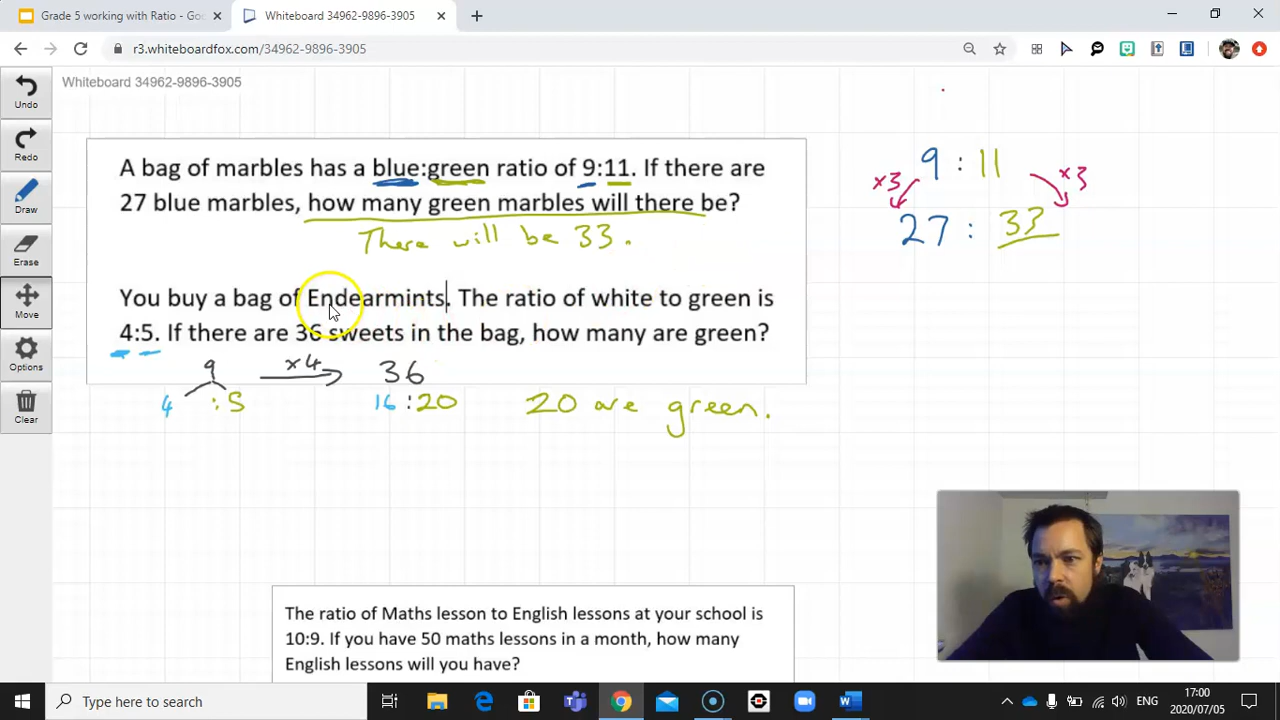 Grade 5 working with Ratio - Goo
Whiteboard 34962-9896-3905
r3.whiteboardfox.com/34962-9896-3905
Whiteboard 34962-9896-3905
Undo
Redo
Draw
Erase
Move
Options
Clear
A bag of marbles has a blue:green ratio of 9:11. If there are
27 blue marbles, how many green marbles will there be?
There will be 33.
9 : 11
×3 ×3
27 : 33
You buy a bag of Endearmints. The ratio of white to green is
4:5. If there are 36 sweets in the bag, how many are green?
9 ×4 36
4 :5 16:20 20 are green.
The ratio of Maths lesson to English lessons at your school is
10:9. If you have 50 maths lessons in a month, how many
English lessons will you have?
Type here to search
ENG
17:00
2020/07/05